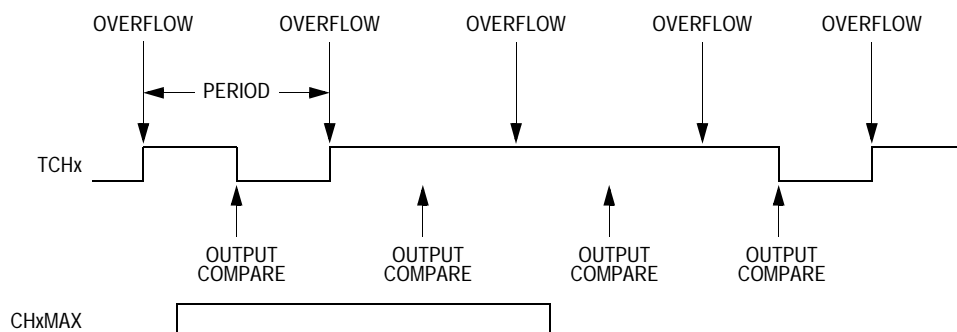 OVERFLOW OVERFLOW OVERFLOW OVERFLOW OVERFLOW
PERIOD
TCHx
OUTPUT COMPARE
OUTPUT COMPARE
OUTPUT COMPARE
OUTPUT COMPARE
CHxMAX